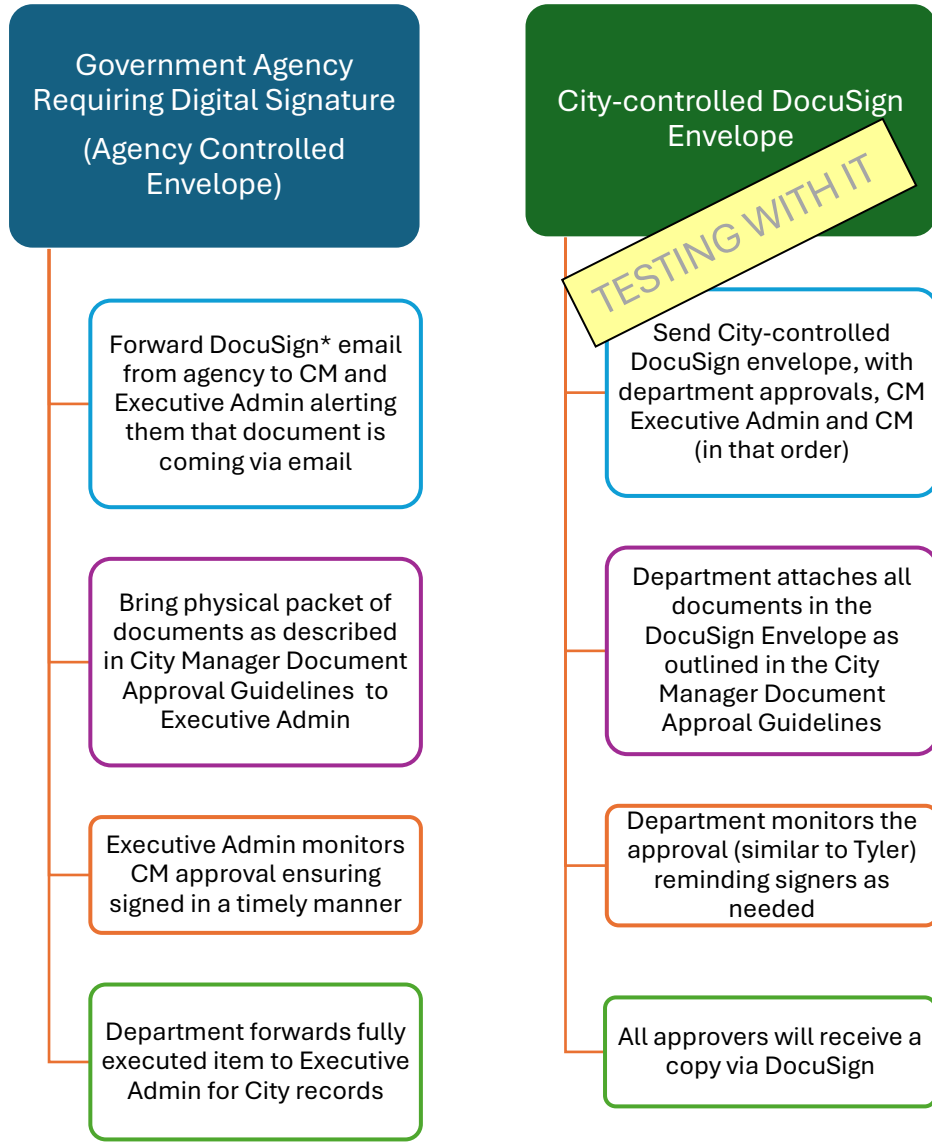 Government Agency
Requiring Digital Signature
(Agency Controlled
Envelope)
Forward DocuSign* email
from agency to CM and
Executive Admin alerting
them that document is
coming via email
Bring physical packet of
documents as described
in City Manager Document
Approval Guidelines to
Executive Admin
Executive Admin monitors
CM approval ensuring
signed in a timely manner
Department forwards fully
executed item to Executive
Admin for City records
City-controlled DocuSign
Envelope
TESTING WITH IT
Send City-controlled
DocuSign envelope, with
department approvals, CM
Executive Admin and CM
(in that order)
Department attaches all
documents in the
DocuSign Envelope as
outlined in the City
Manager Document
Approal Guidelines
Department monitors the
approval (similar to Tyler)
reminding signers as
needed
All approvers will receive a
copy via DocuSign